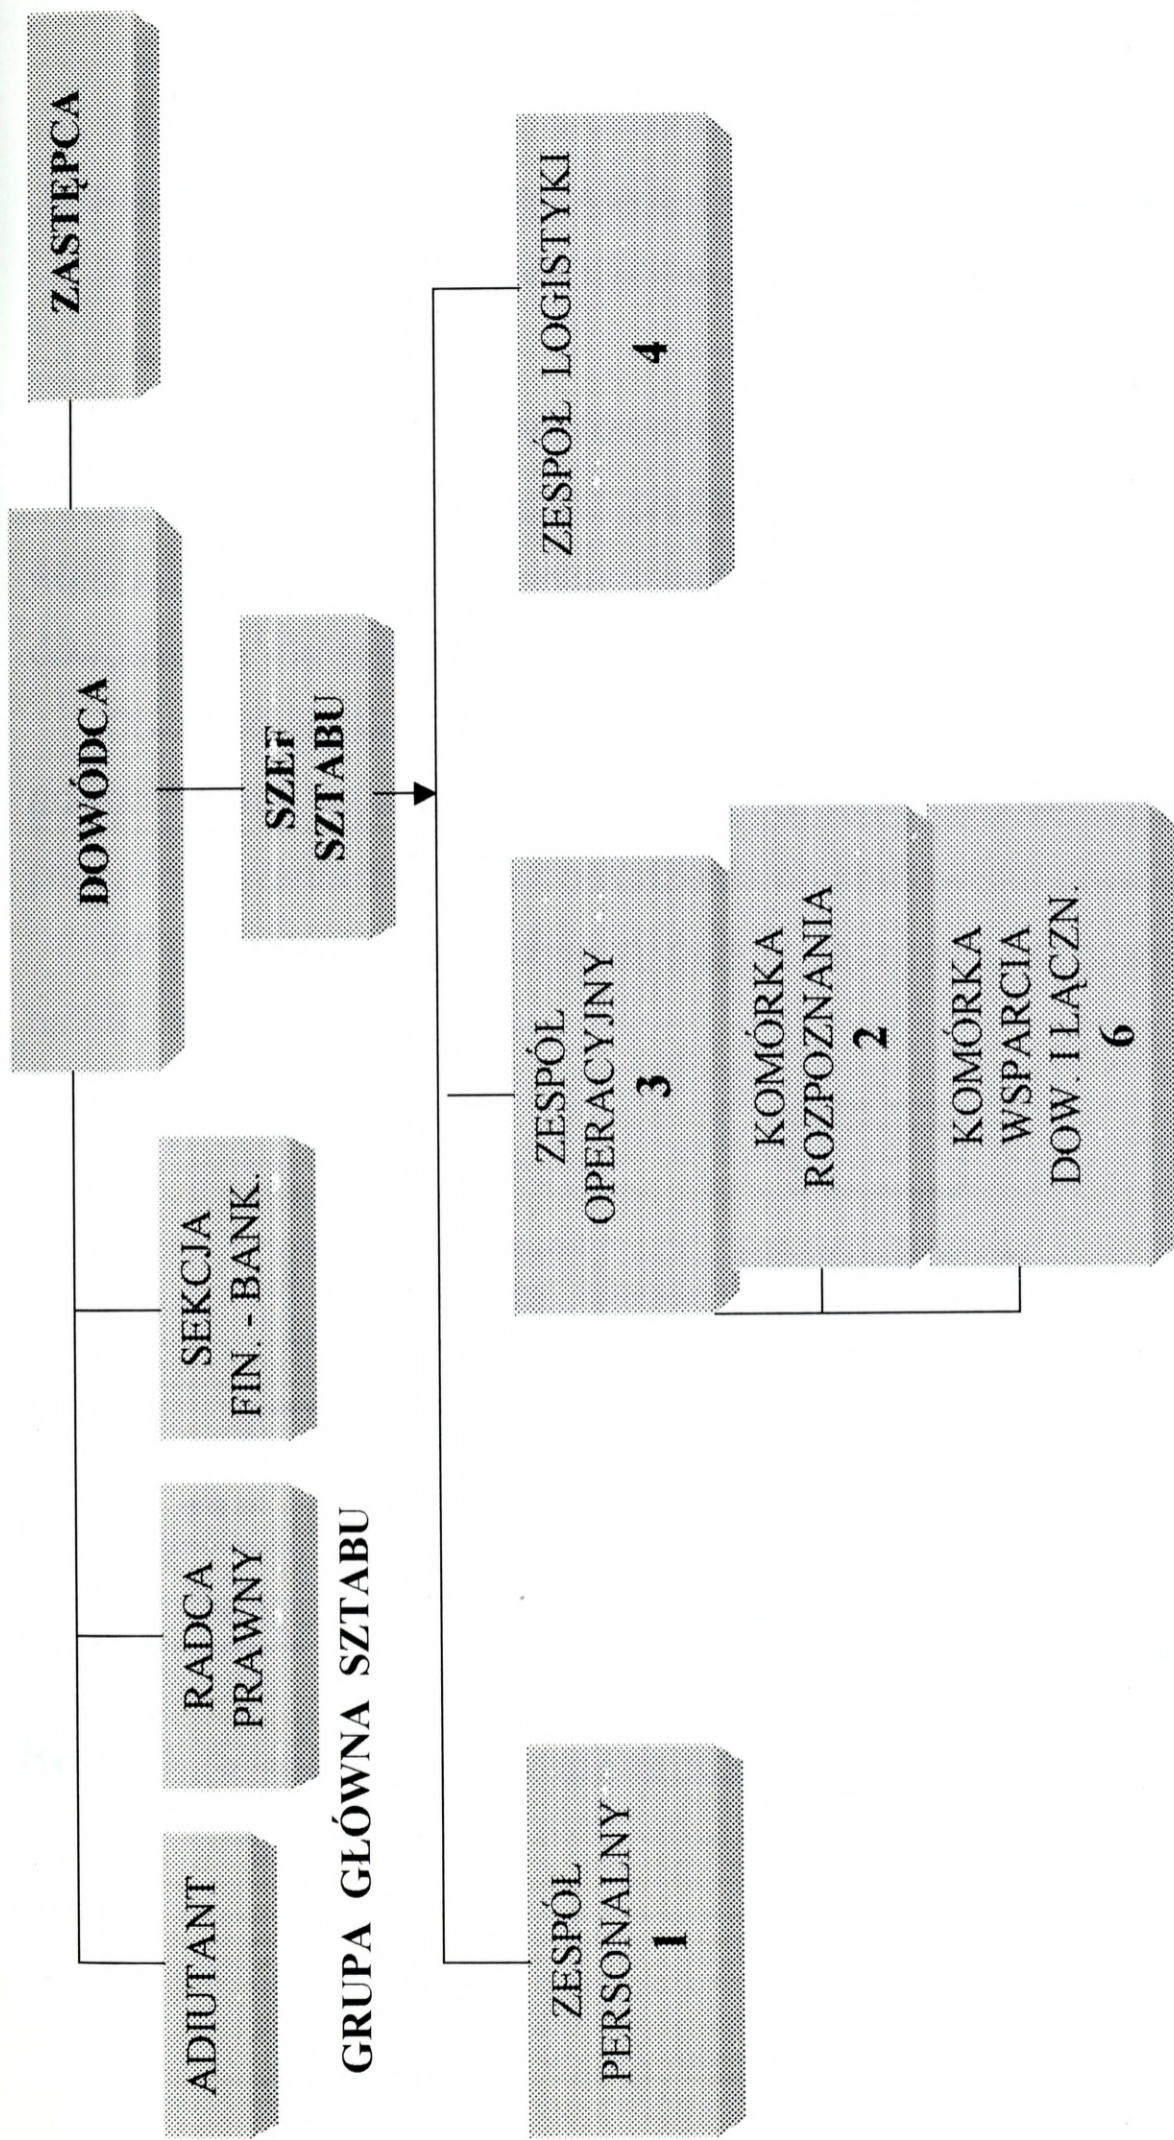 DOWÓDCA
ZASTĘPCA
ADIUTANT
RADCA
PRAWNY
SEKCJA
FIN. - BANK.
SZEF
SZTABU
GRUPA GŁÓWNA SZTABU
ZESPÓŁ
PERSONALNY
1
ZESPÓŁ
OPERACYJNY
3
ZESPÓŁ LOGISTYKI
4
KOMÓRKA
ROZPOZNANIA
2
KOMÓRKA
WSPARCIA
DOW. I ŁĄCZN.
6